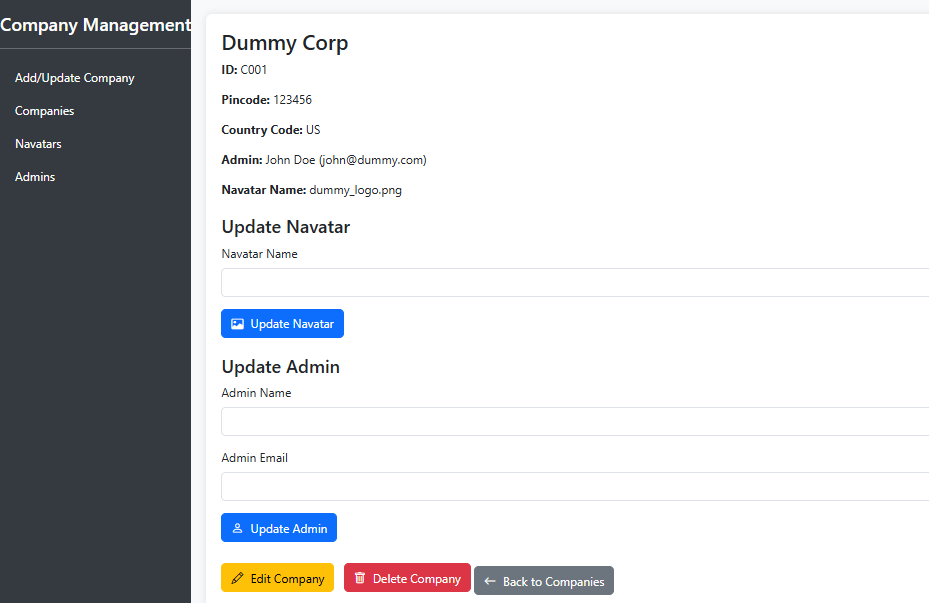 Company Management
Add/Update Company
Companies
Navatars
Admins
Dummy Corp
ID: C001
Pincode: 123456
Country Code: US
Admin: John Doe (john@dummy.com)
Navatar Name: dummy_logo.png
Update Navatar
Navatar Name
Update Navatar
Update Admin
Admin Name
Admin Email
Update Admin
Edit Company
Delete Company
Back to Companies